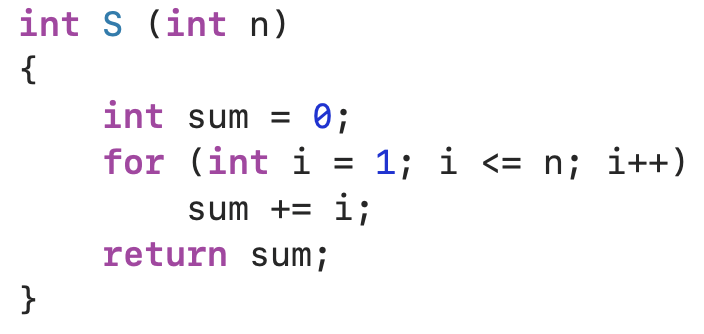 int S (int n)
{
    int sum = 0;
    for (int i = 1; i <= n; i++)
        sum += i;
    return sum;
}